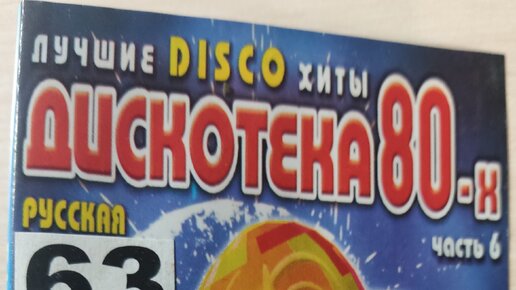 ЛУЧШИЕ DISCO ХИТЫ
ДИСКОТЕКА 80-х
РУССКАЯ
часть 6
63